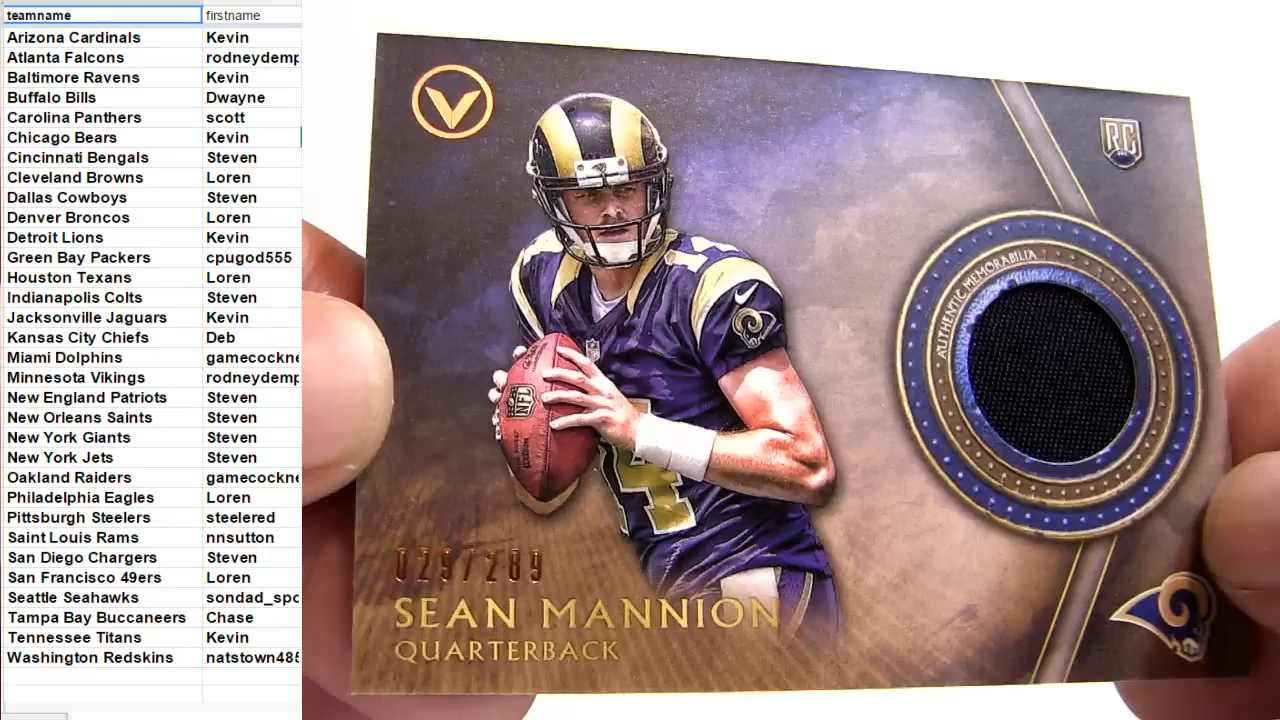 teamname firstname
Arizona Cardinals Kevin
Atlanta Falcons rodneydemp
Baltimore Ravens Kevin
Buffalo Bills Dwayne
Carolina Panthers scott
Chicago Bears Kevin
Cincinnati Bengals Steven
Cleveland Browns Loren
Dallas Cowboys Steven
Denver Broncos Loren
Detroit Lions Kevin
Green Bay Packers cpugod555
Houston Texans Loren
Indianapolis Colts Steven
Jacksonville Jaguars Kevin
Kansas City Chiefs Deb
Miami Dolphins gamecockne
Minnesota Vikings rodneydemp
New England Patriots Steven
New Orleans Saints Steven
New York Giants Steven
New York Jets Steven
Oakland Raiders gamecockne
Philadelphia Eagles Loren
Pittsburgh Steelers steelered
Saint Louis Rams nnsutton
San Diego Chargers Steven
San Francisco 49ers Loren
Seattle Seahawks sondad_spo
Tampa Bay Buccaneers Chase
Tennessee Titans Kevin
Washington Redskins natstown485
V
RC
AUTHENTIC MEMORABILIA
NFL
14
4
029/289
SEAN MANNION
QUARTERBACK